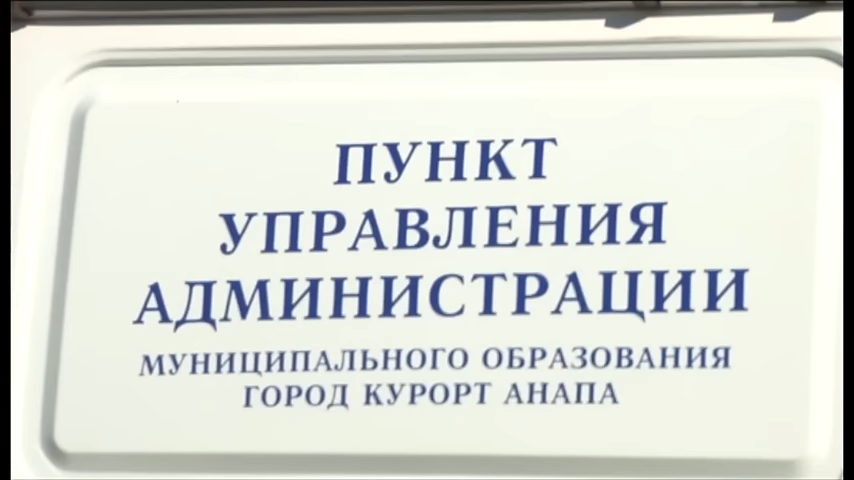 ПУНКТ
УПРАВЛЕНИЯ
АДМИНИСТРАЦИИ
МУНИЦИПАЛЬНОГО ОБРАЗОВАНИЯ
ГОРОД КУРОРТ АНАПА